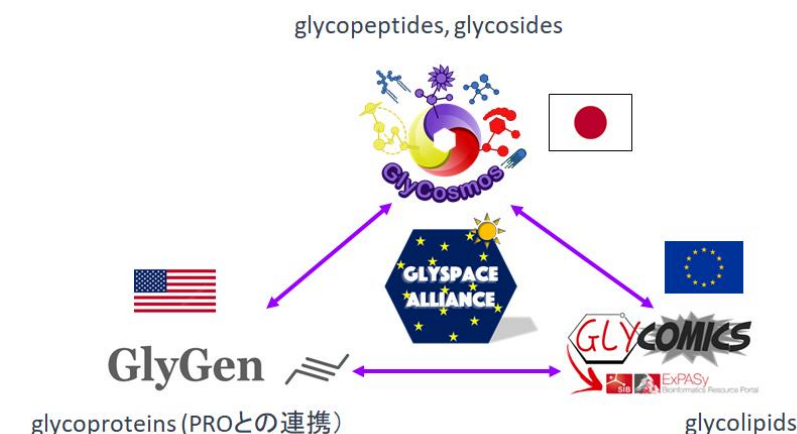 glycopeptides, glycosides
GlyCosmos
GLYSPACE
ALLIANCE
GlyGen
GLYCOMICS
SIB ExPASy
Bioinformatics Resource Portal
glycoproteins (PROとの連携）
glycolipids